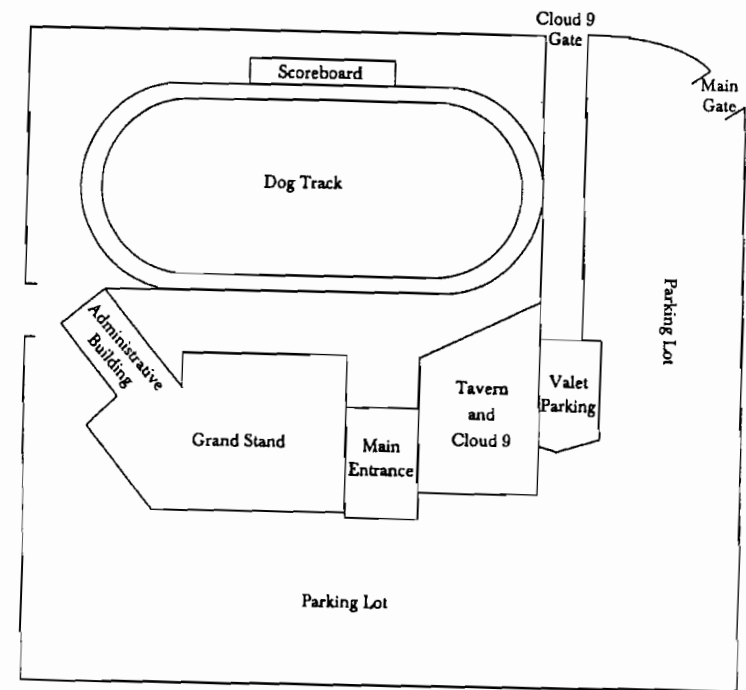 Cloud 9
Gate
Scoreboard
Main
Gate
Dog Track
Parking Lot
Administrative
Building
Tavern
and
Cloud 9
Valet
Parking
Grand Stand
Main
Entrance
Parking Lot